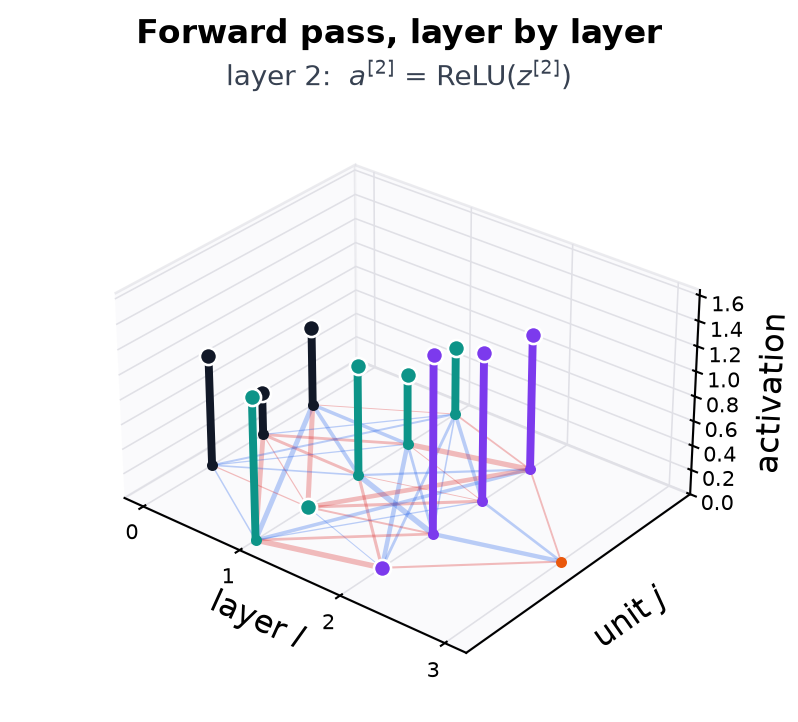 Forward pass, layer by layer
layer 2: a^[2] = ReLU(z^[2])
1.6
1.4
1.2
1.0
0.8
0.6
0.4
0.2
0.0
activation
0
1
2
3
layer l
unit j